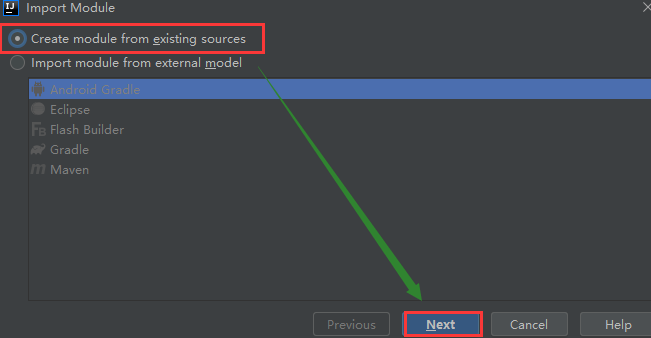 IJ Import Module
Create module from existing sources
Import module from external model
Android Gradle
Eclipse
FB Flash Builder
Gradle
m Maven
Previous Next Cancel Help